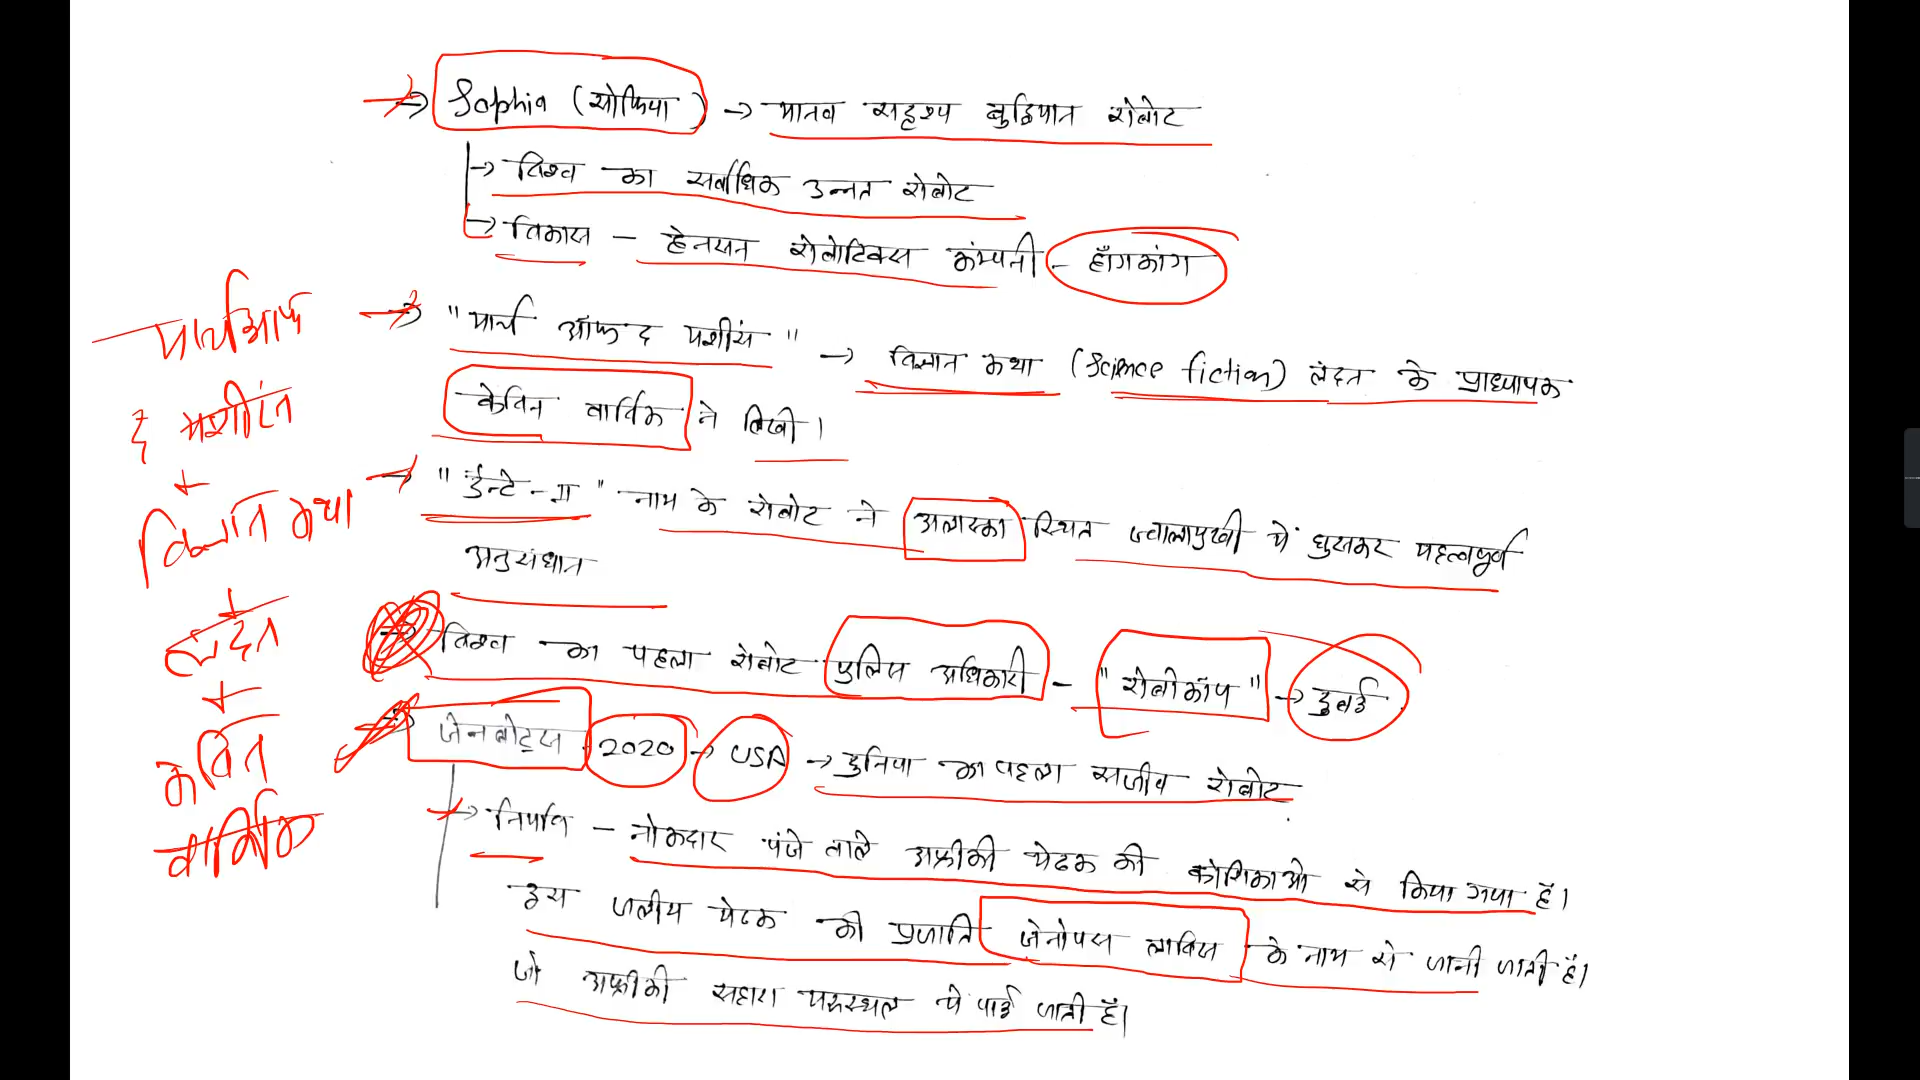 → Sophia (सोफिया) → मानव सदृश्य बुद्धिमान रोबोट
→ विश्व का सर्वाधिक उन्नत रोबोट
→ विकास – हेनसन रोबोटिक्स कंम्पनी - हाँगकांग
→ "मार्च ऑफ द मशींस" → विज्ञान कथा (Science fiction) लंदन के प्राध्यापक
केविन वार्विक ने लिखी।
→ "डेन्टे-II" नाम के रोबोट ने अलास्का स्थित ज्वालामुखी में घुसकर महत्वपूर्ण
अनुसंधान
→ विश्व का पहला रोबोट पुलिस अधिकारी – "रोबोकॉप" → दुबई
→ जेनबोट्स - 2020 → USA → दुनिया का पहला सजीव रोबोट
→ निर्माण – नोकदार पंजे वाले अफ्रीकी मेढक की कोशिकाओं से किया गया है।
इस जलीय मेढक की प्रजाति जेनोपस लाविस के नाम से जानी जाती है।
जो अफ्रीकी सहारा मरुस्थल में पाई जाती है।
मार्च ऑफ
द मशीन्स
↓
विज्ञान कथा
↓
लंदन
↓
केविन
वार्विक